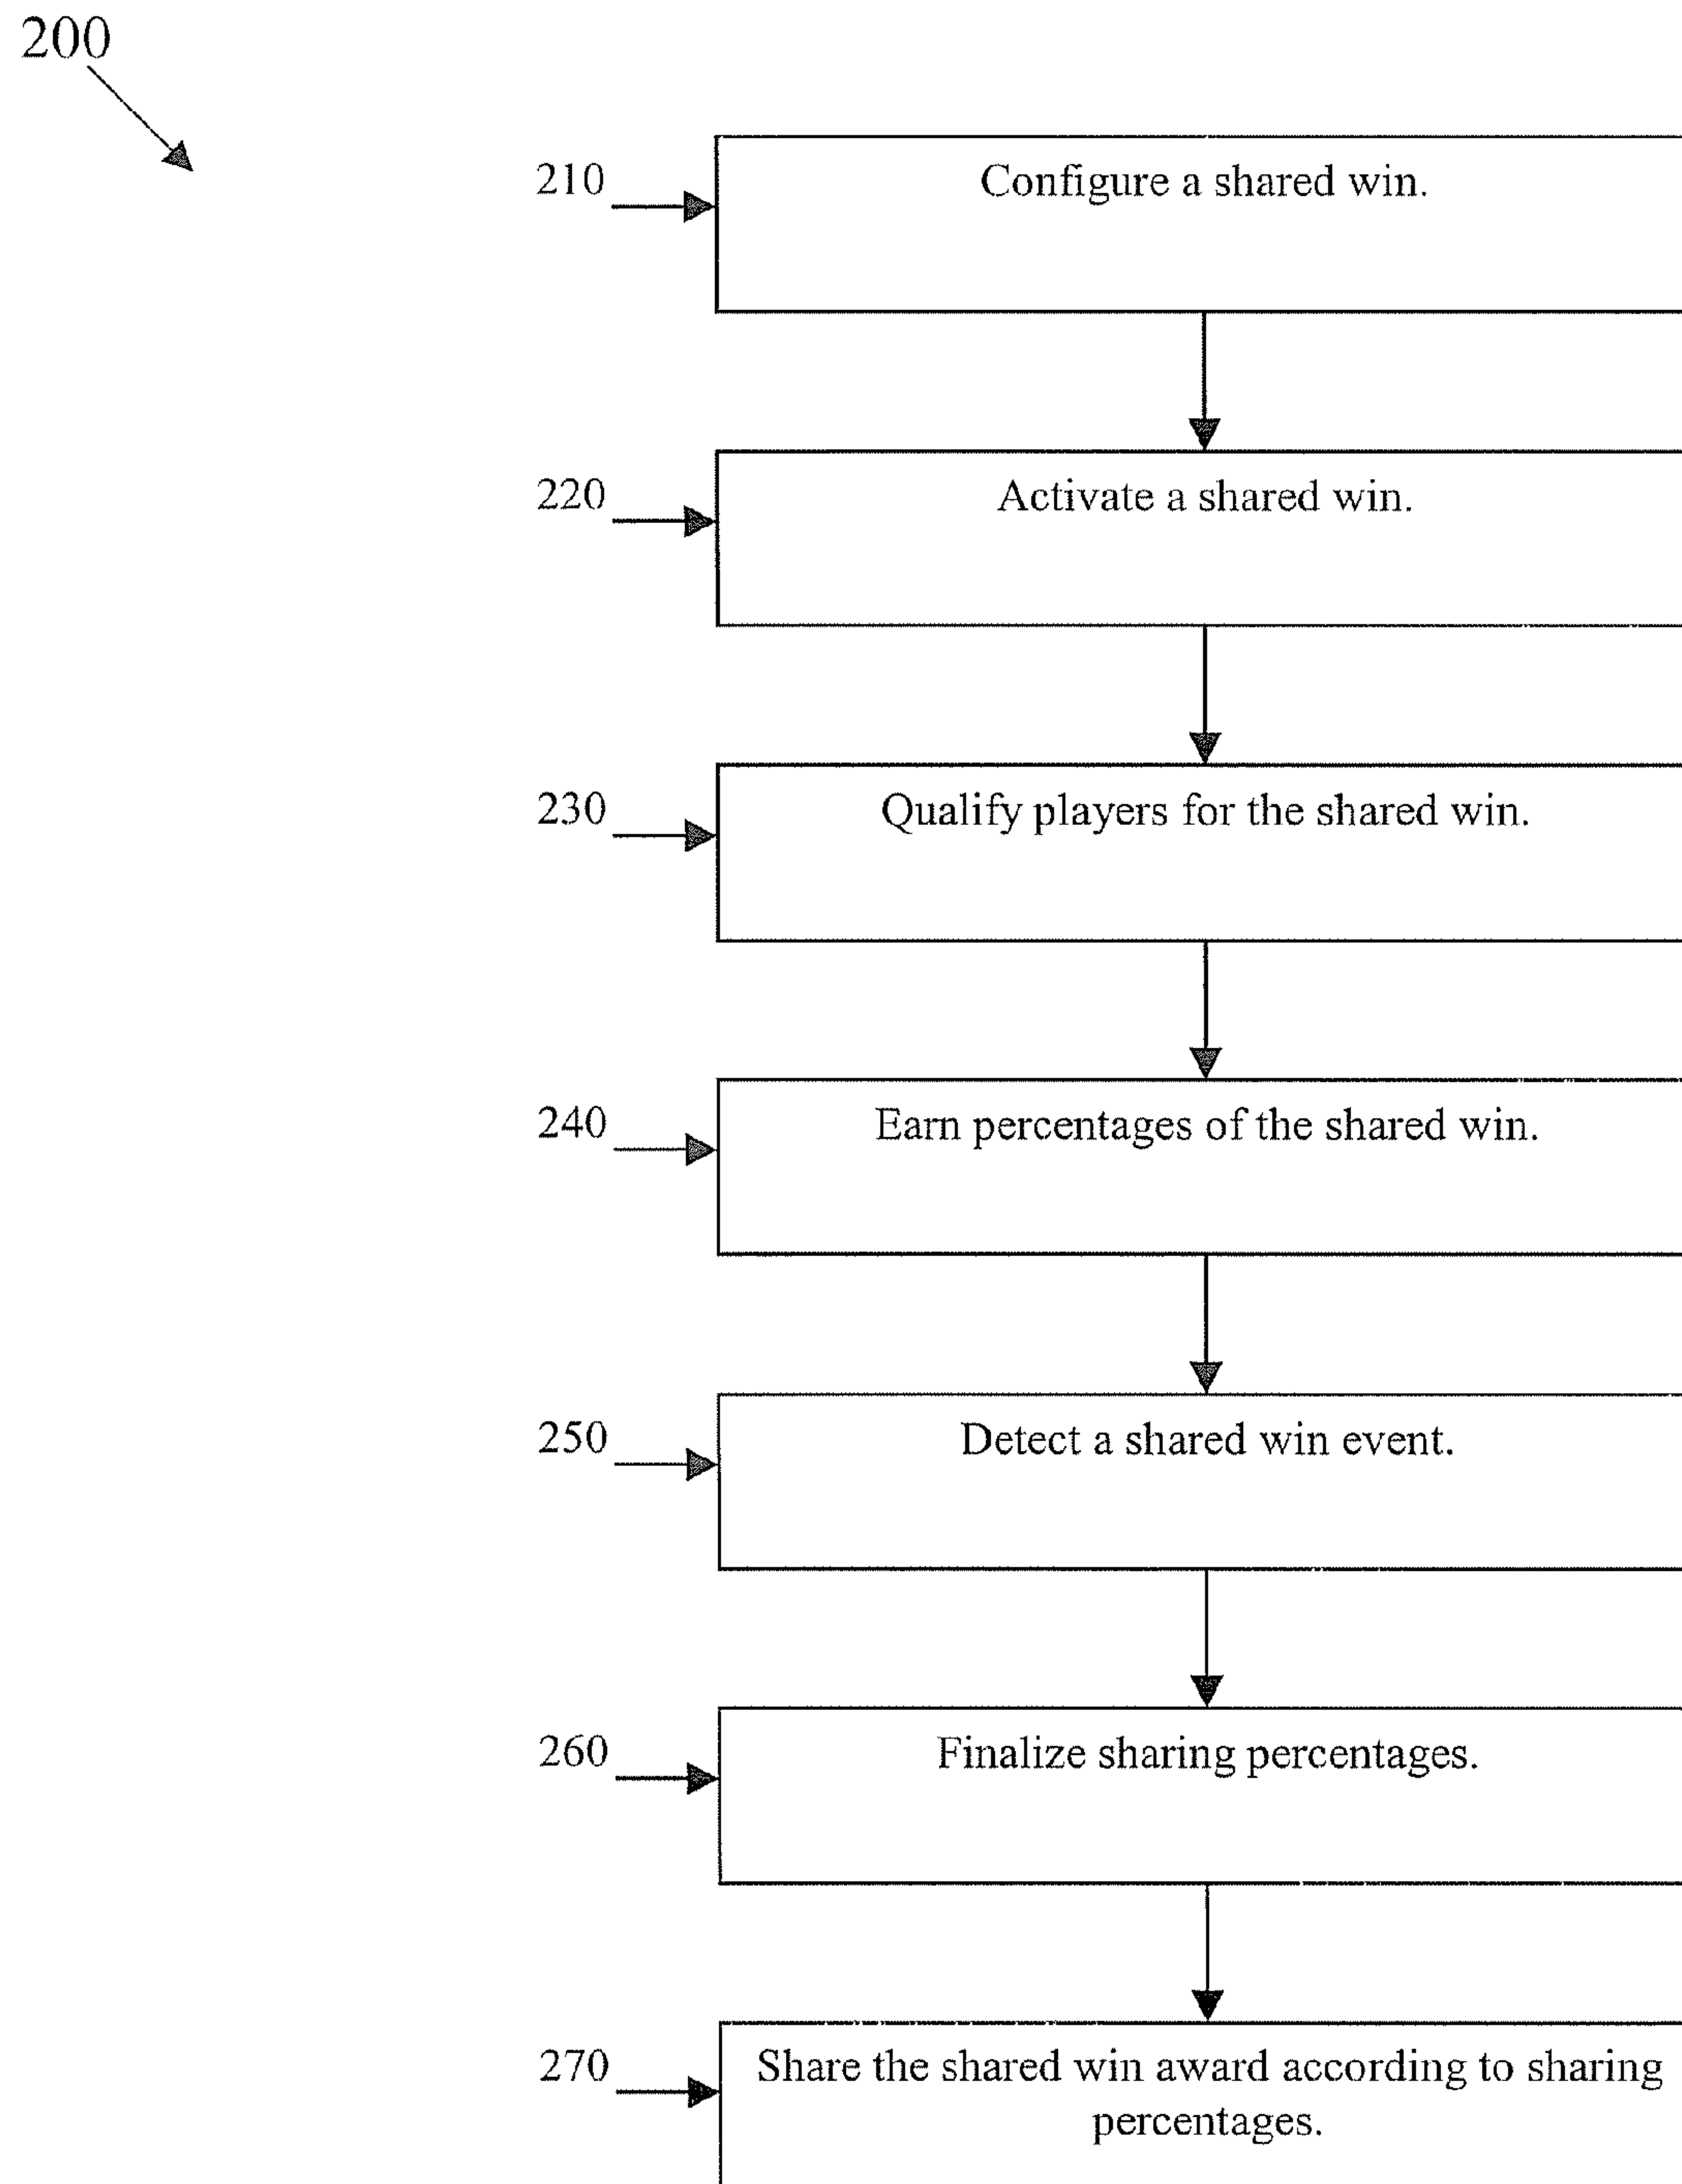 200
210
Configure a shared win.
220
Activate a shared win.
230
Qualify players for the shared win.
240
Earn percentages of the shared win.
250
Detect a shared win event.
260
Finalize sharing percentages.
270
Share the shared win award according to sharing
percentages.